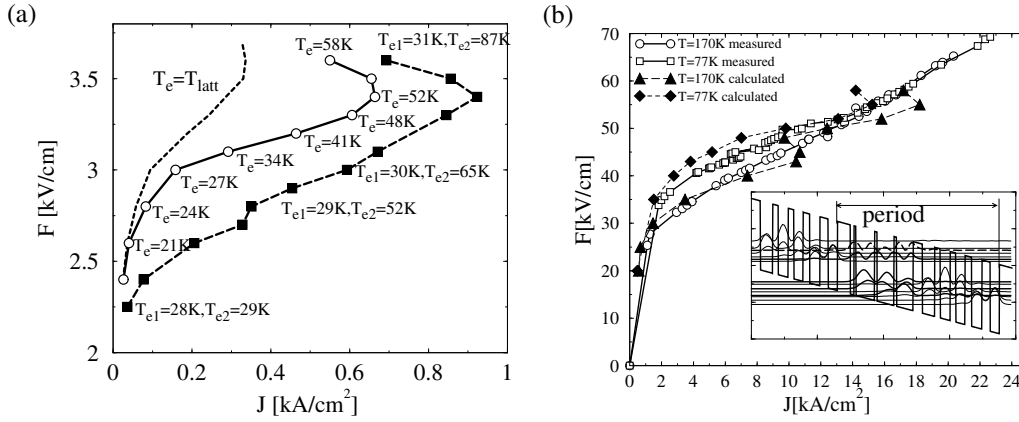 (a)
F [kV/cm]
3.5
3
2.5
2
0
0.2
0.4
0.6
0.8
1
J [kA/cm²]
Tₑ=T_latt
Tₑ=58K
Tₑ=52K
Tₑ=48K
Tₑ=41K
Tₑ=34K
Tₑ=27K
Tₑ=24K
Tₑ=21K
Tₑ₁=31K,Tₑ₂=87K
Tₑ₁=30K,Tₑ₂=65K
Tₑ₁=29K,Tₑ₂=52K
Tₑ₁=28K,Tₑ₂=29K
(b)
F[kV/cm]
70
60
50
40
30
20
10
0
0 2 4 6 8 10 12 14 16 18 20 22 24
J[kA/cm²]
T=170K measured
T=77K measured
T=170K calculated
T=77K calculated
period